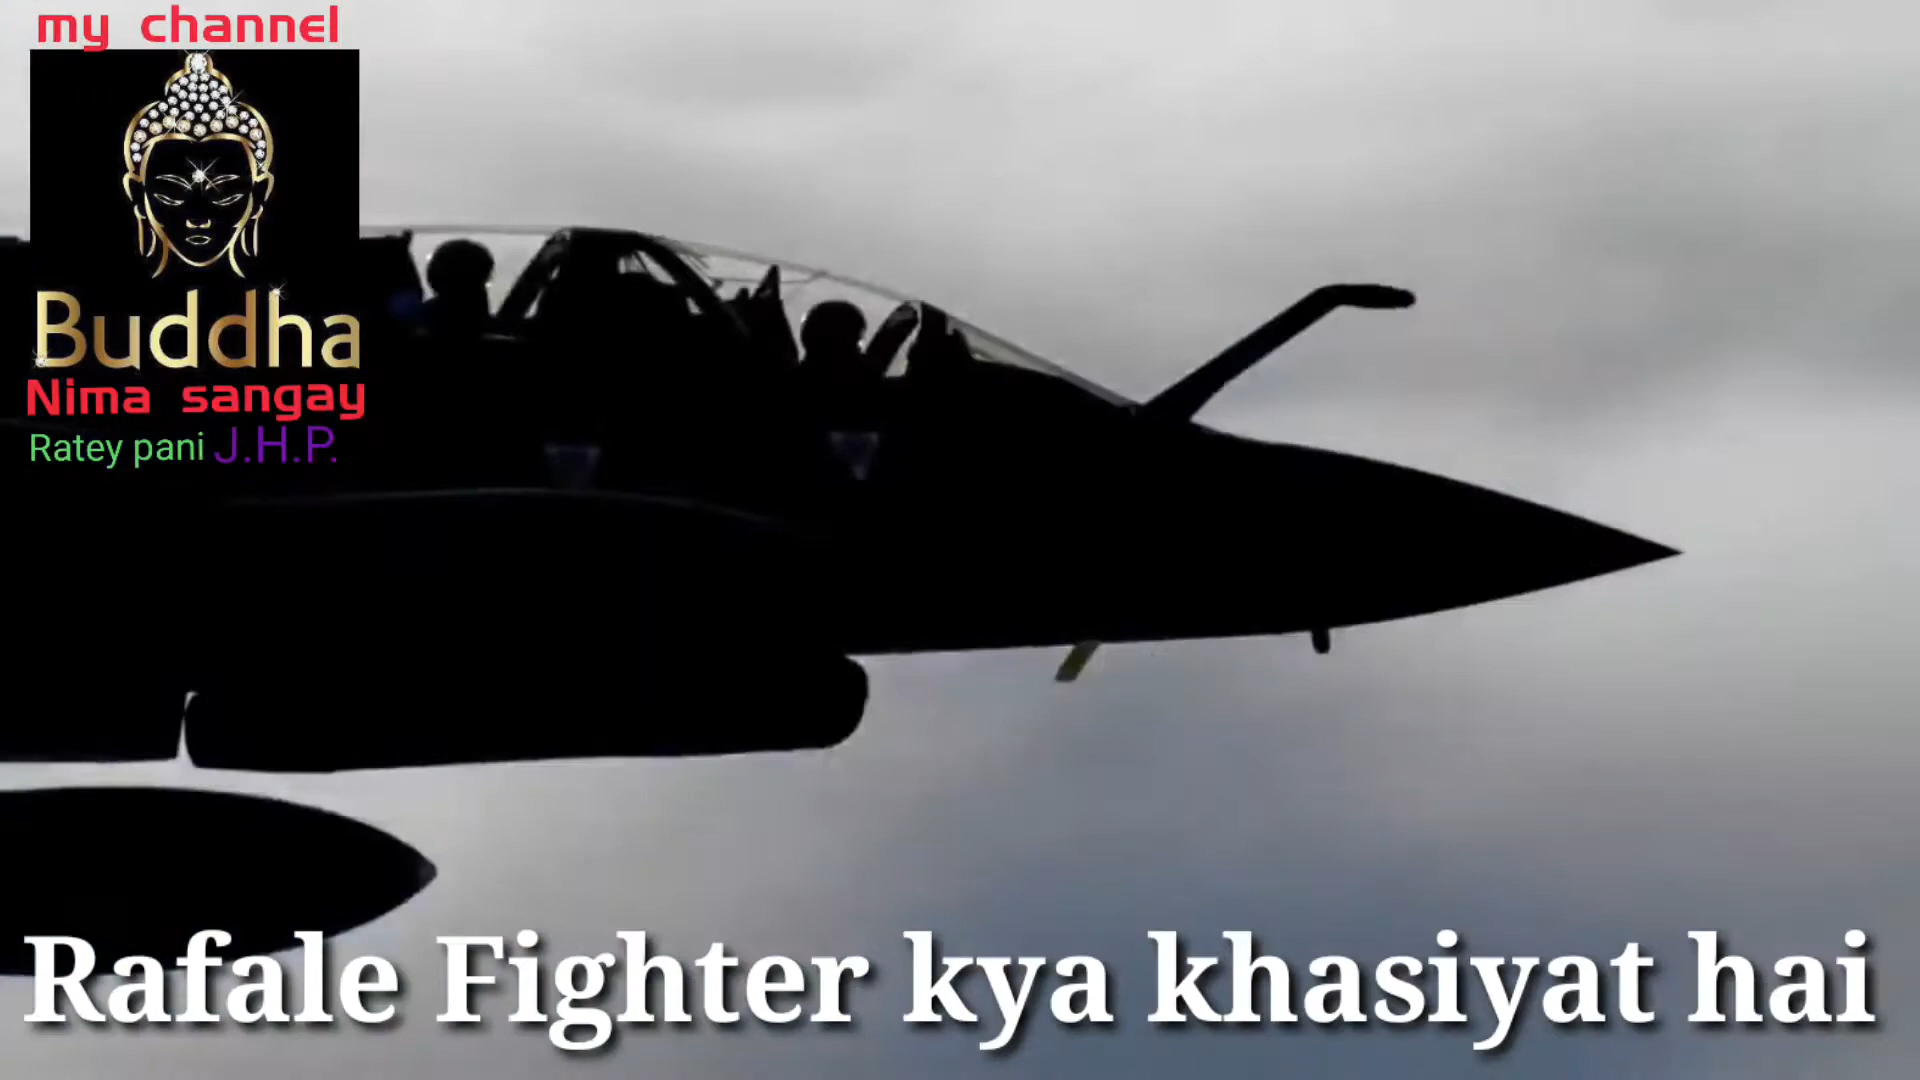 my channel
Buddha
Nima sangay
Ratey pani J.H.P.
Rafale Fighter kya khasiyat hai